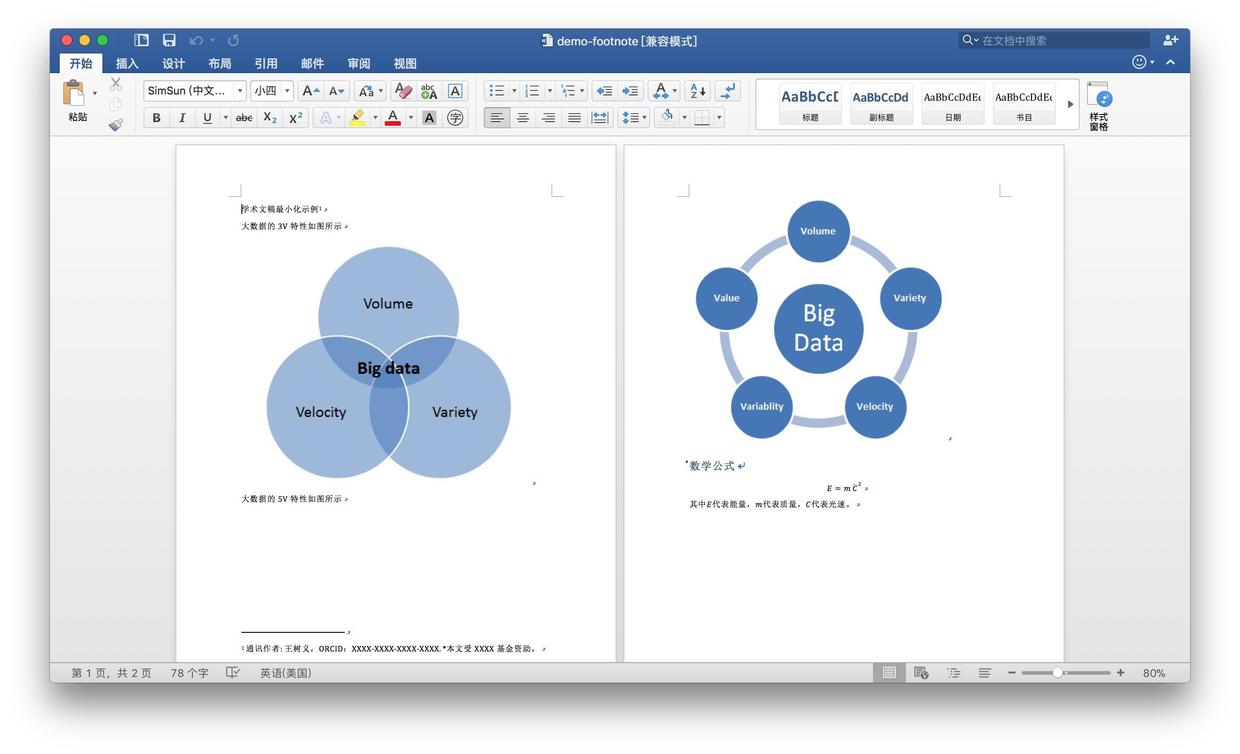 demo-footnote [兼容模式]
在文档中搜索
开始 插入 设计 布局 引用 邮件 审阅 视图
粘贴
SimSun (中文... 小四
AaBbCcI AaBbCcDd AaBbCcDdEe AaBbCcDdEe
标题 副标题 日期 书目
样式
窗格
学术文稿最小化示例1
大数据的 3V 特性如图所示
Volume
Big data
Velocity
Variety
大数据的 5V 特性如图所示
1 通讯作者: 王树义，ORCID：XXXX-XXXX-XXXX-XXXX.*本文受 XXXX 基金资助。
Volume
Value
Variety
Big
Data
Variablity
Velocity
数学公式
E = mC²
其中E代表能量，m代表质量，C代表光速。
第 1 页，共 2 页 78 个字 英语(美国) 80%